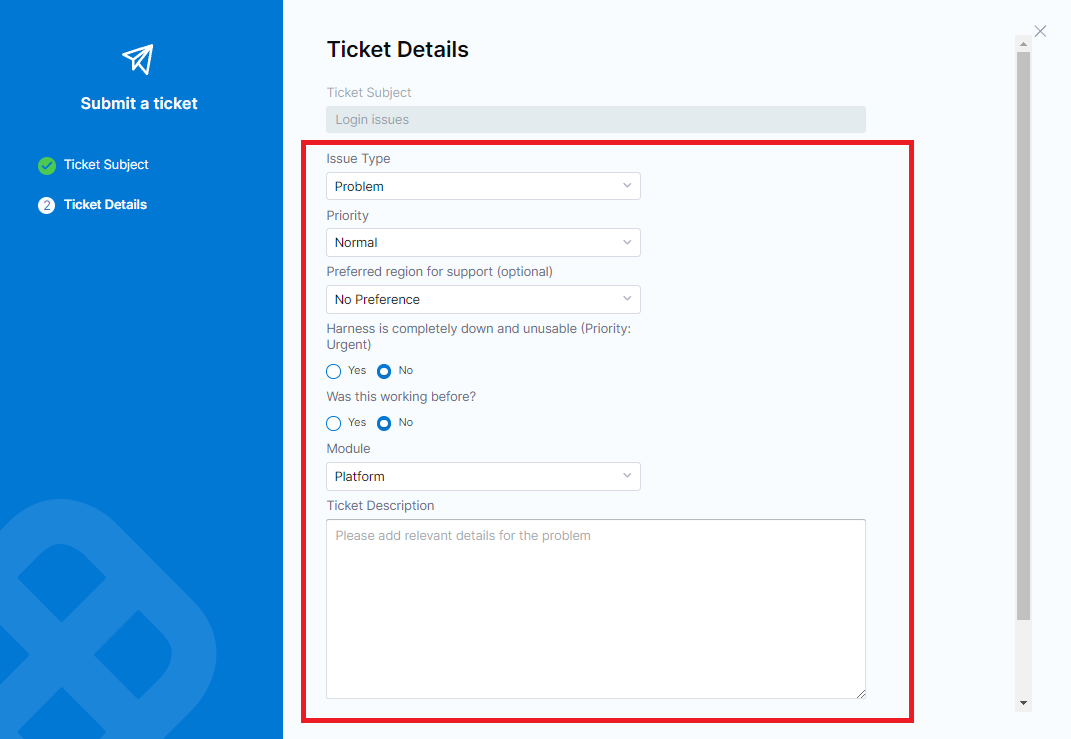 Submit a ticket
Ticket Subject
2 Ticket Details
Ticket Details
Ticket Subject
Login issues
Issue Type
Problem
Priority
Normal
Preferred region for support (optional)
No Preference
Harness is completely down and unusable (Priority:
Urgent)
Yes No
Was this working before?
Yes No
Module
Platform
Ticket Description
Please add relevant details for the problem